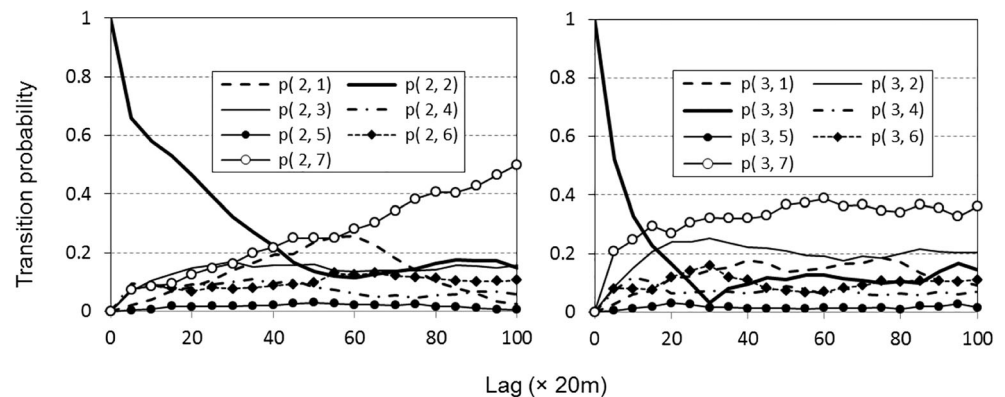 Transition probability
1
0.8
0.6
0.4
0.2
0
p( 2, 1) p( 2, 2)
p( 2, 3) p( 2, 4)
p( 2, 5) p( 2, 6)
p( 2, 7)
0 20 40 60 80 100
1
0.8
0.6
0.4
0.2
0
p( 3, 1) p( 3, 2)
p( 3, 3) p( 3, 4)
p( 3, 5) p( 3, 6)
p( 3, 7)
0 20 40 60 80 100
Lag (× 20m)